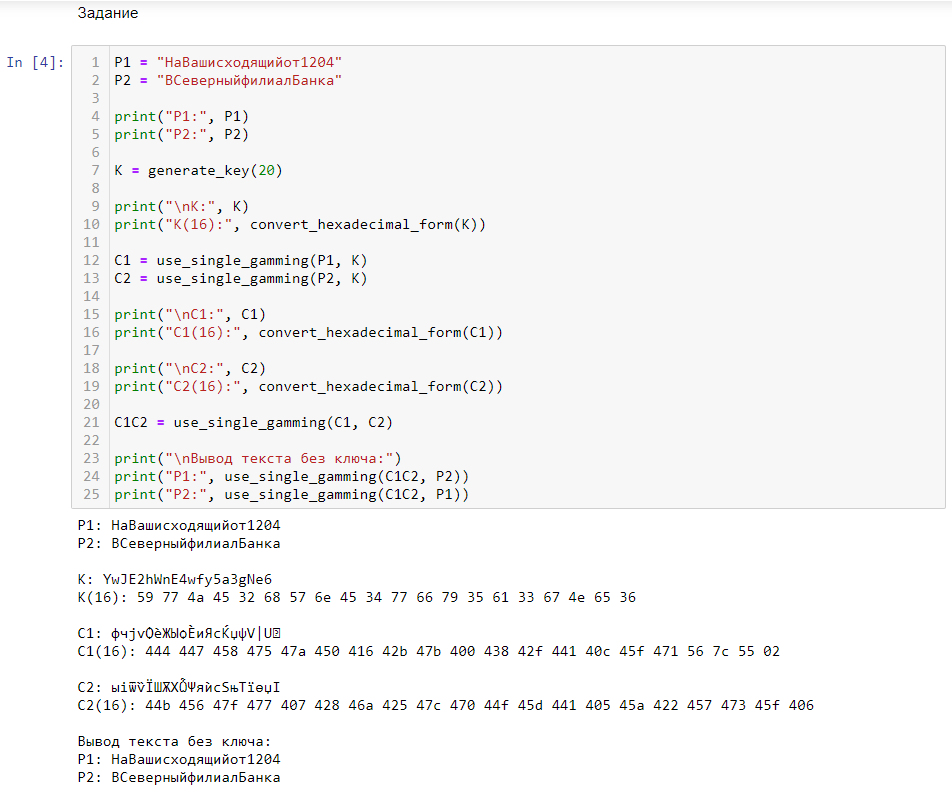 Задание
In [4]:
1 P1 = "НаВашисходящийот1204"
2 P2 = "ВСеверныйфилиалБанка"
3
4 print("P1:", P1)
5 print("P2:", P2)
6
7 K = generate_key(20)
8
9 print("\nK:", K)
10 print("K(16):", convert_hexadecimal_form(K))
11
12 C1 = use_single_gamming(P1, K)
13 C2 = use_single_gamming(P2, K)
14
15 print("\nC1:", C1)
16 print("C1(16):", convert_hexadecimal_form(C1))
17
18 print("\nC2:", C2)
19 print("C2(16):", convert_hexadecimal_form(C2))
20
21 C1C2 = use_single_gamming(C1, C2)
22
23 print("\nВывод текста без ключа:")
24 print("P1:", use_single_gamming(C1C2, P2))
25 print("P2:", use_single_gamming(C1C2, P1))
P1: НаВашисходящийот1204
P2: ВСеверныйфилиалБанка
K: YwJE2hWnE4wfy5a3gNe6
K(16): 59 77 4a 45 32 68 57 6e 45 34 77 66 79 35 61 33 67 4e 65 36
C1:
C1(16): 444 447 458 475 47a 450 416 42b 47b 400 438 42f 441 40c 45f 471 56 7c 55 02
C2:
C2(16): 44b 456 47f 477 407 428 46a 425 47c 470 44f 45d 441 405 45a 422 457 473 45f 406
Вывод текста без ключа:
P1: НаВашисходящийот1204
P2: ВСеверныйфилиалБанка